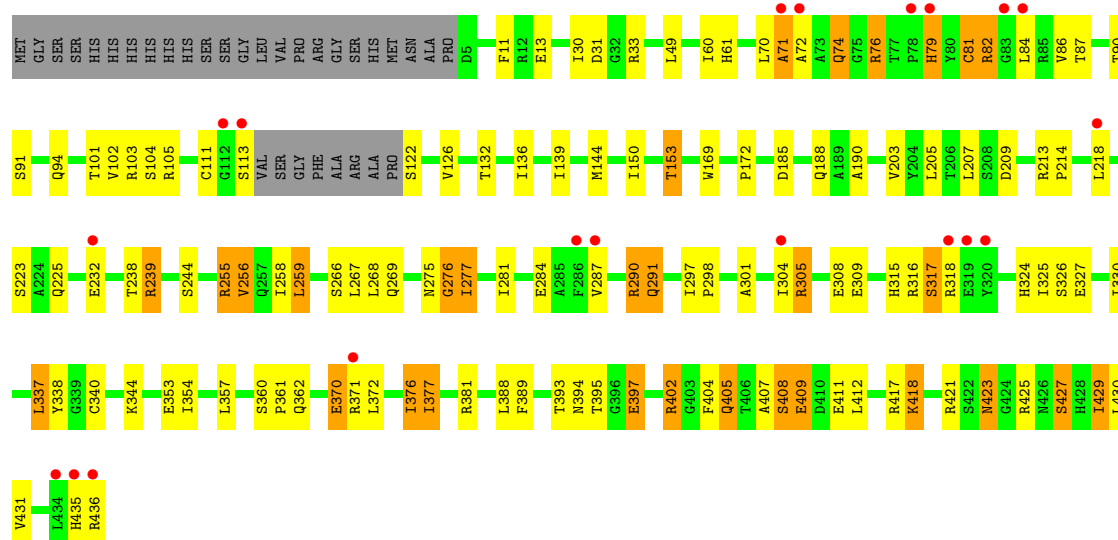 MET GLY SER SER HIS HIS HIS HIS HIS HIS SER SER GLY LEU VAL PRO ARG GLY SER HIS MET ASN ALA PRO D5 F11 R12 E13 I30 D31 G32 R33 L49 I60 H61 L70 A71 A72 A73 Q74 G75 R76 T77 P78 H79 Y80 C81 R82 G83 L84 R85 V86 T87
S91 Q94 T101 V102 R103 S104 R105 C111 G112 S113 VAL SER GLY PHE ALA ARG ALA PRO S122 V126 T132 I136 I139 M144 I150 T153 W169 P172 D185 Q188 A189 A190 V203 Y204 L205 T206 L207 S208 D209 R213 P214 L218
S223 A224 Q225 E232 T238 R239 S244 R255 V256 Q257 I258 L259 S266 L267 L268 Q269 N275 G276 I277 I281 E284 A285 F286 V287 R290 Q291 I297 P298 A301 I304 R305 E308 E309 H315 R316 S317 R318 E319 Y320 H324 I325 S326 E327
L337 Y338 G339 C340 K344 E353 I354 L357 S360 P361 Q362 E370 R371 L372 I376 I377 R381 L388 F389 T393 N394 T395 G396 E397 R402 G403 F404 Q405 T406 A407 S408 E409 D410 E411 L412 R417 K418 R421 S422 N423 G424 R425 N426 S427 H428 I429 L430
V431 L434 H435 R436